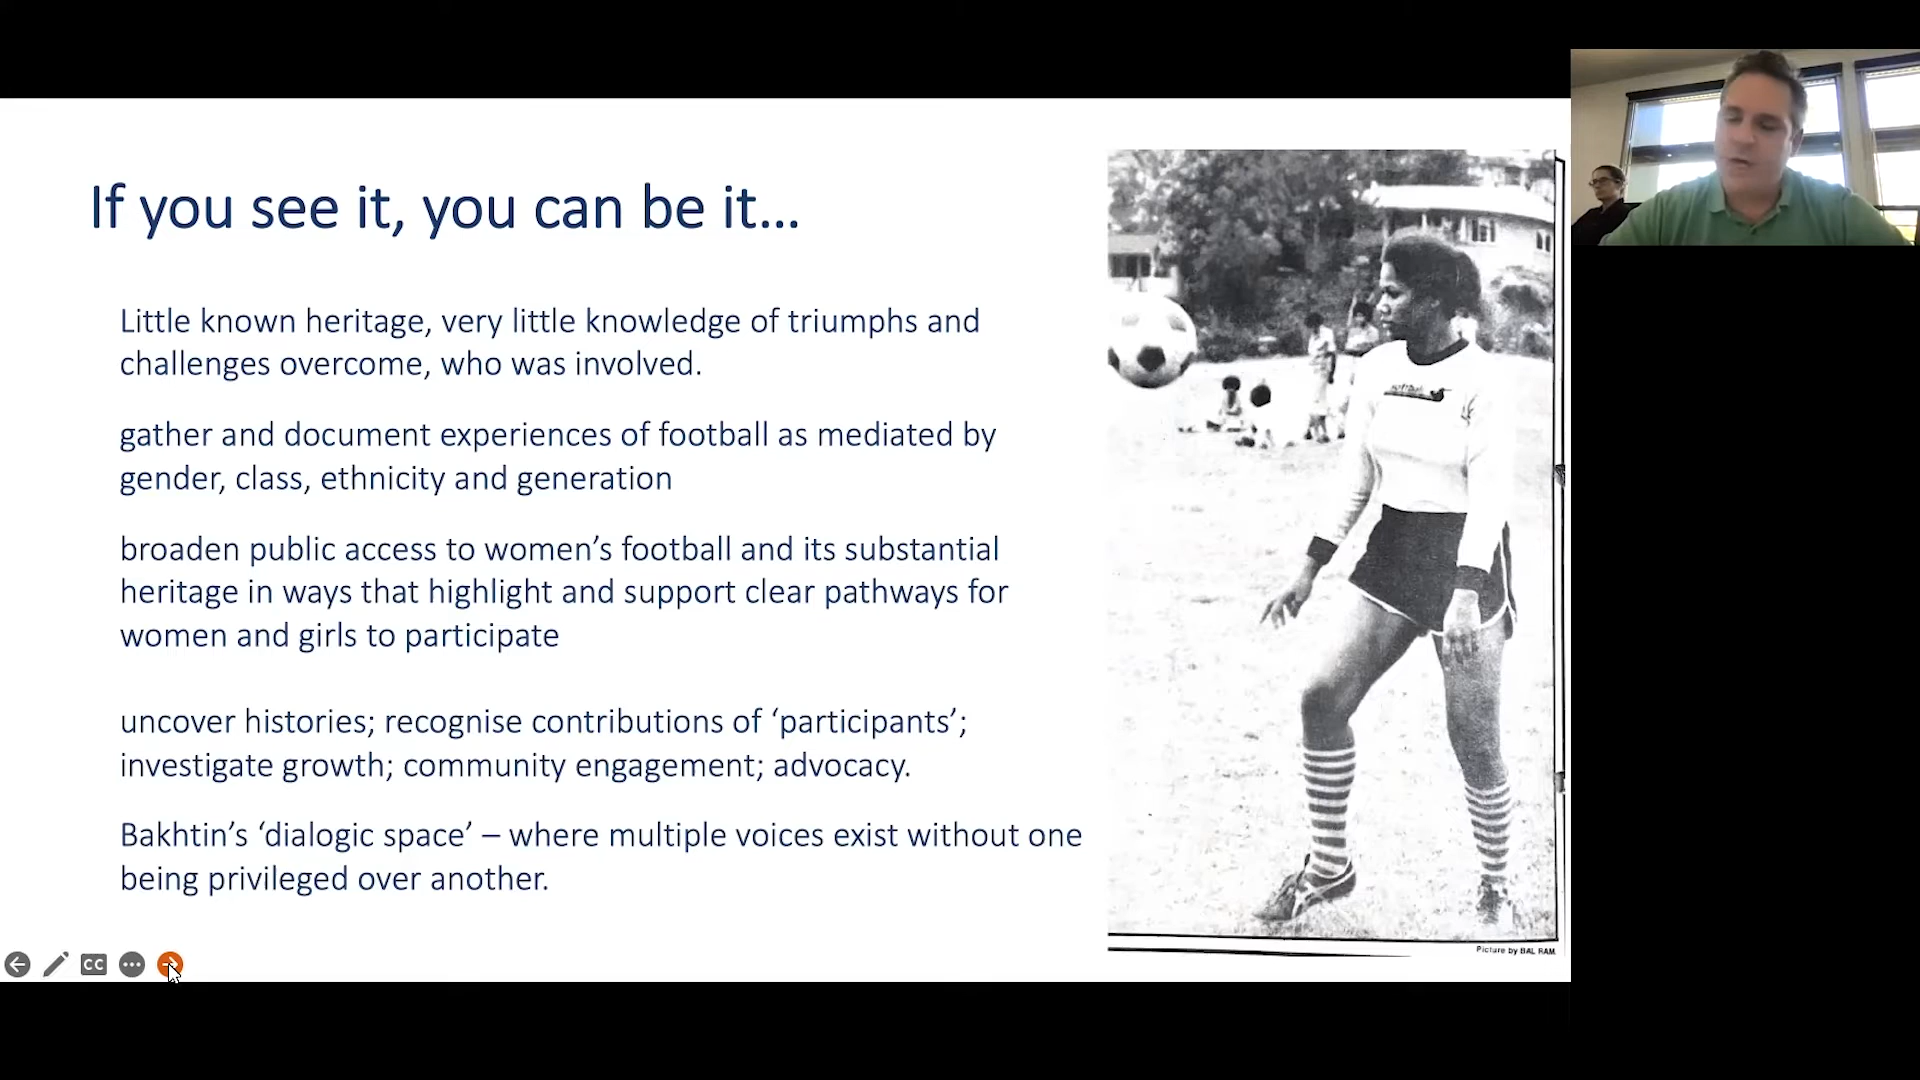 If you see it, you can be it...
Little known heritage, very little knowledge of triumphs and
challenges overcome, who was involved.
gather and document experiences of football as mediated by
gender, class, ethnicity and generation
broaden public access to women’s football and its substantial
heritage in ways that highlight and support clear pathways for
women and girls to participate
uncover histories; recognise contributions of ‘participants’;
investigate growth; community engagement; advocacy.
Bakhtin’s ‘dialogic space’ – where multiple voices exist without one
being privileged over another.
Picture by BAL RAM
CC